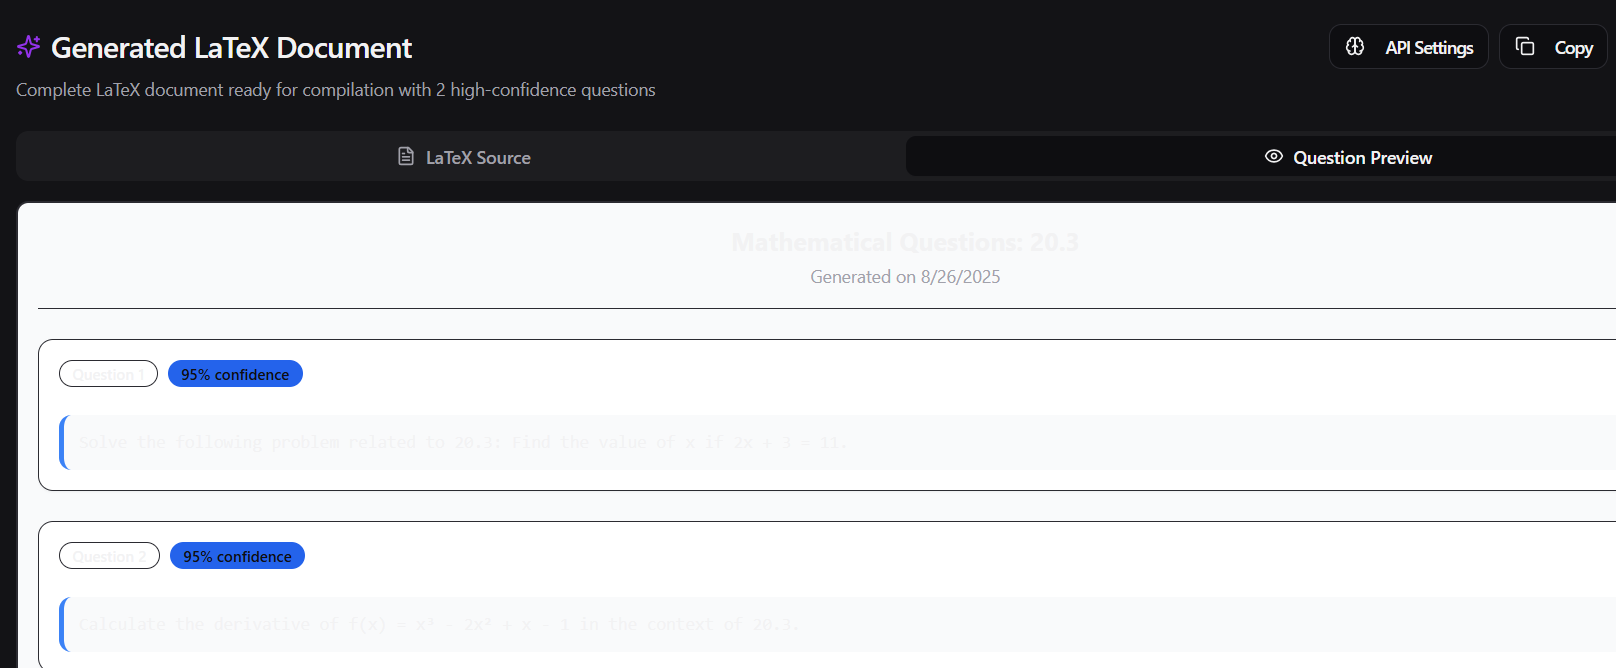 Generated LaTeX Document
API Settings
Copy
Complete LaTeX document ready for compilation with 2 high-confidence questions
LaTeX Source
Question Preview
Mathematical Questions: 20.3
Generated on 8/26/2025
Question 1
95% confidence
Solve the following problem related to 20.3: Find the value of x if 2x + 3 = 11.
Question 2
95% confidence
Calculate the derivative of f(x) = x³ - 2x² + x - 1 in the context of 20.3.